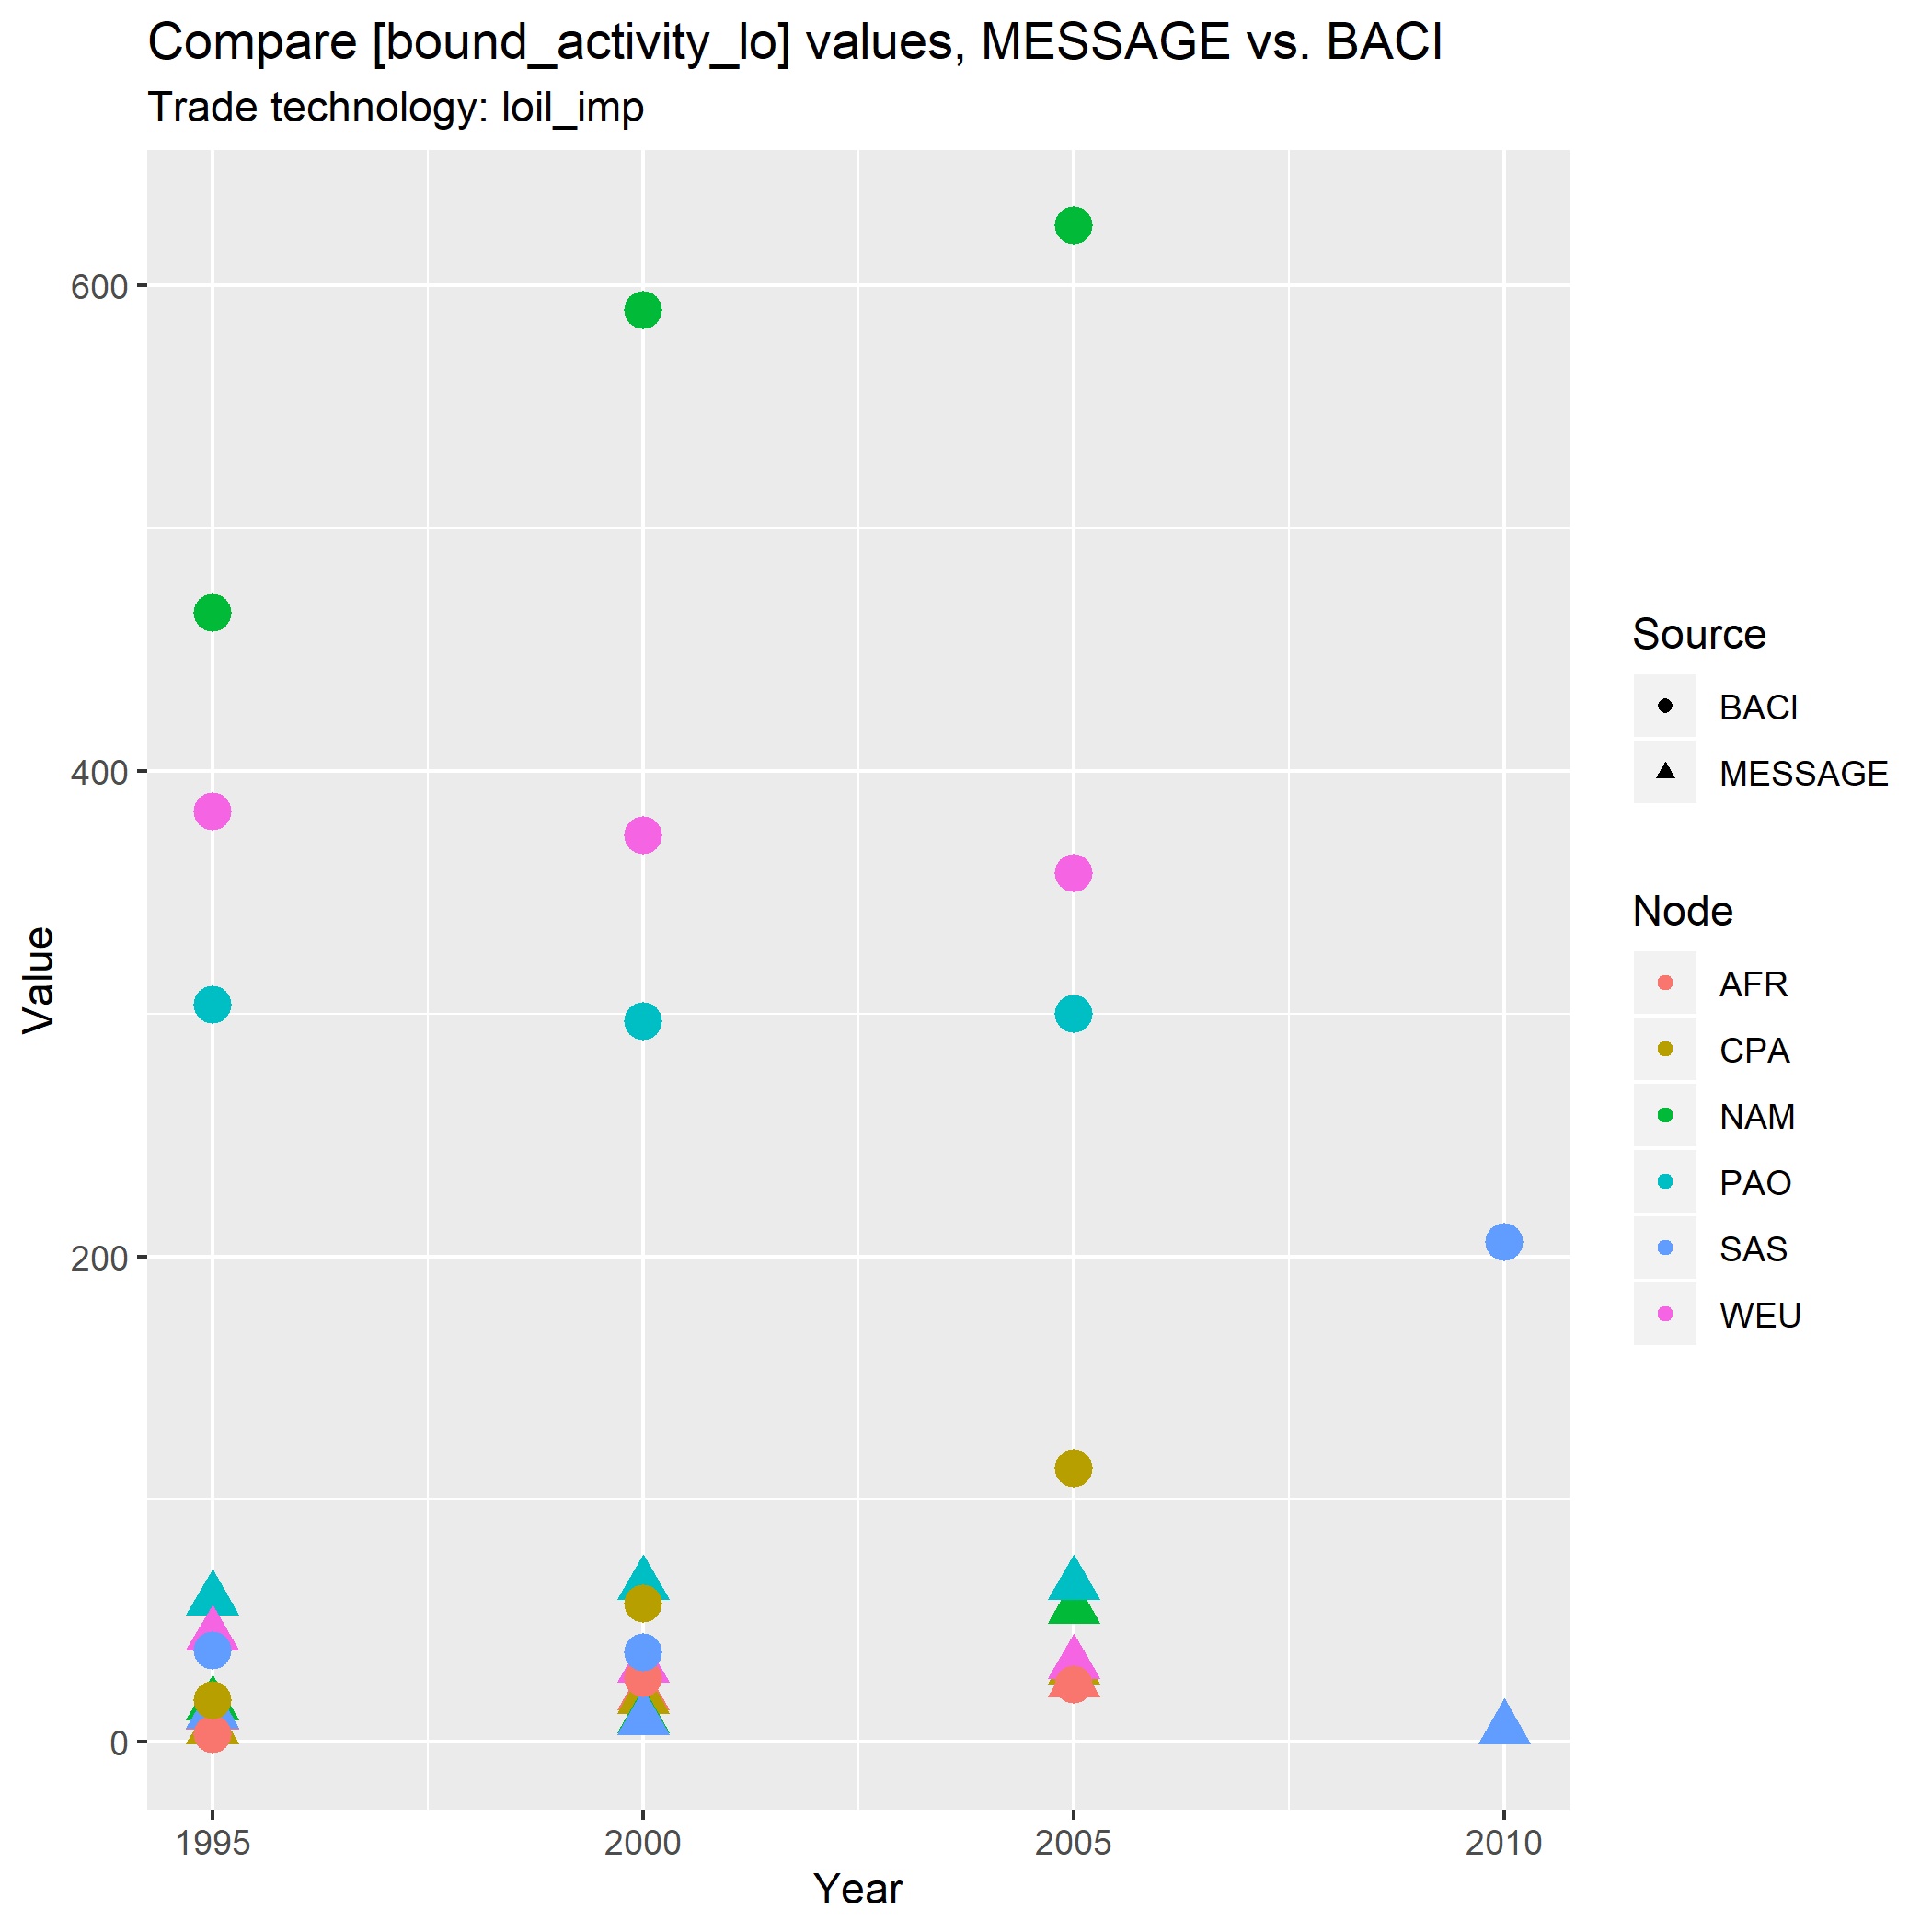 Compare [bound_activity_lo] values, MESSAGE vs. BACI
Trade technology: loil_imp
600
400
200
0
Value
1995
2000
2005
2010
Year
Source
BACI
MESSAGE
Node
AFR
CPA
NAM
PAO
SAS
WEU